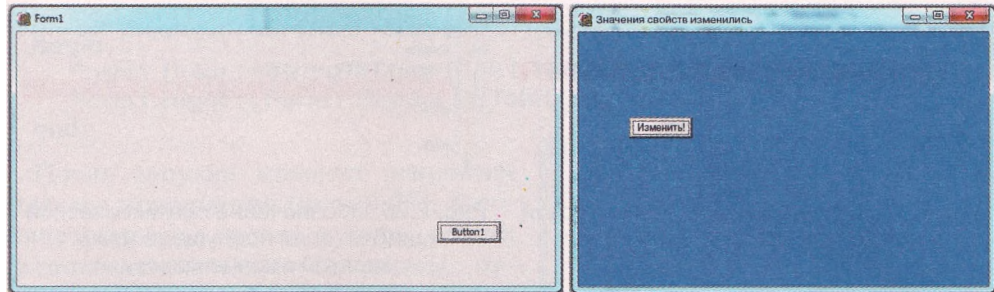 Form1
Button1
Значения свойств изменились
Изменить!